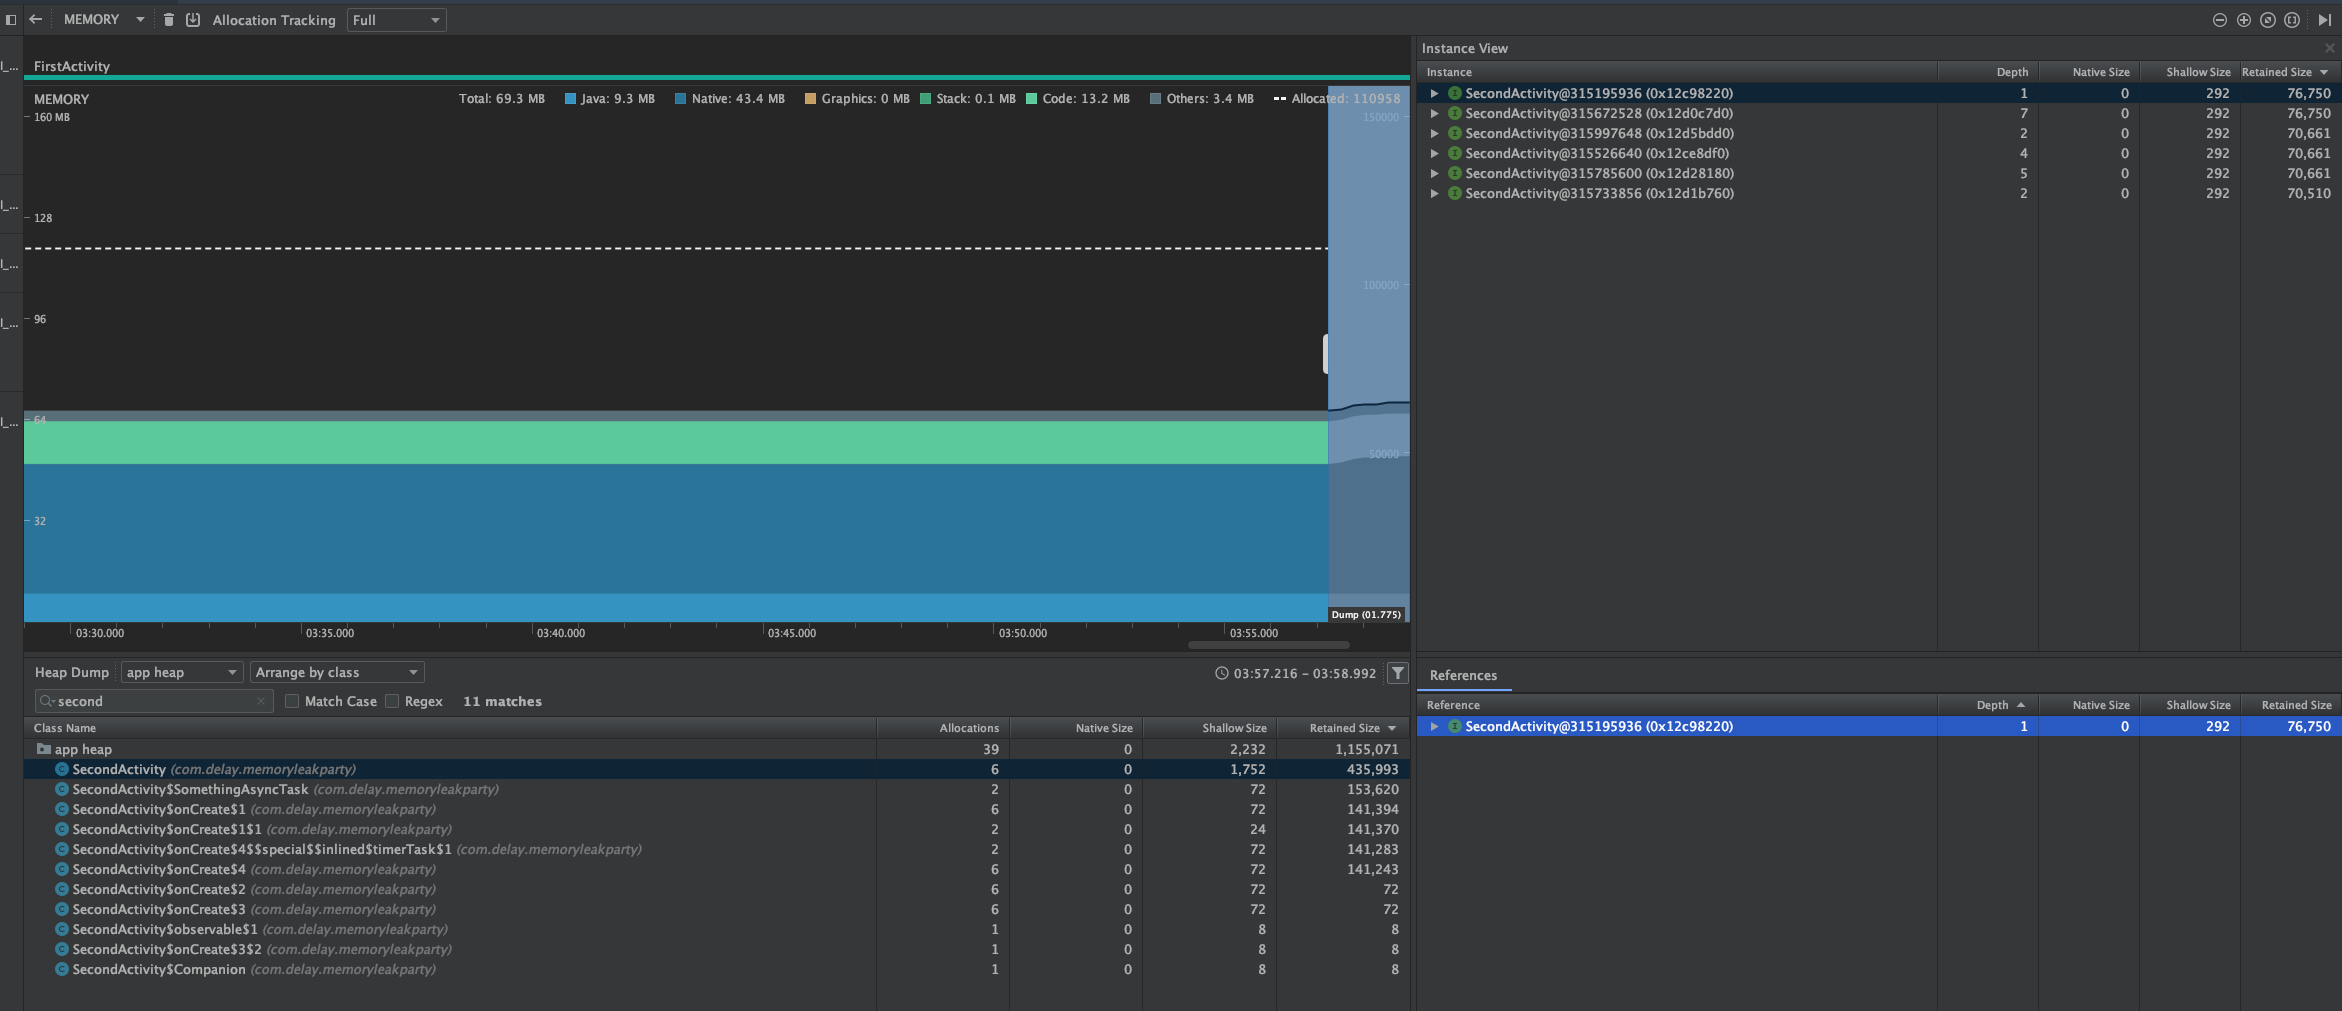 MEMORY Allocation Tracking Full
FirstActivity
MEMORY Total: 69.3 MB Java: 9.3 MB Native: 43.4 MB Graphics: 0 MB Stack: 0.1 MB Code: 13.2 MB Others: 3.4 MB Allocated: 110958
160 MB 150000
128
100000
96
64
50000
32
Dump (01.775)
03:30.000 03:35.000 03:40.000 03:45.000 03:50.000 03:55.000
l_...
l_...
l_...
l_...
l_...
Heap Dump app heap Arrange by class 03:57.216 - 03:58.992
second Match Case Regex 11 matches
Class Name Allocations Native Size Shallow Size Retained Size
app heap 39 0 2,232 1,155,071
SecondActivity (com.delay.memoryleakparty) 6 0 1,752 435,993
SecondActivity$SomethingAsyncTask (com.delay.memoryleakparty) 2 0 72 153,620
SecondActivity$onCreate$1 (com.delay.memoryleakparty) 6 0 72 141,394
SecondActivity$onCreate$1$1 (com.delay.memoryleakparty) 2 0 24 141,370
SecondActivity$onCreate$4$$special$$inlined$timerTask$1 (com.delay.memoryleakparty) 2 0 72 141,283
SecondActivity$onCreate$4 (com.delay.memoryleakparty) 6 0 72 141,243
SecondActivity$onCreate$2 (com.delay.memoryleakparty) 6 0 72 72
SecondActivity$onCreate$3 (com.delay.memoryleakparty) 6 0 72 72
SecondActivity$observable$1 (com.delay.memoryleakparty) 1 0 8 8
SecondActivity$onCreate$3$2 (com.delay.memoryleakparty) 1 0 8 8
SecondActivity$Companion (com.delay.memoryleakparty) 1 0 8 8
Instance View
Instance Depth Native Size Shallow Size Retained Size
SecondActivity@315195936 (0x12c98220) 1 0 292 76,750
SecondActivity@315672528 (0x12d0c7d0) 7 0 292 76,750
SecondActivity@315997648 (0x12d5bdd0) 2 0 292 70,661
SecondActivity@315526640 (0x12ce8df0) 4 0 292 70,661
SecondActivity@315785600 (0x12d28180) 5 0 292 70,661
SecondActivity@315733856 (0x12d1b760) 2 0 292 70,510
References
Reference Depth Native Size Shallow Size Retained Size
SecondActivity@315195936 (0x12c98220) 1 0 292 76,750